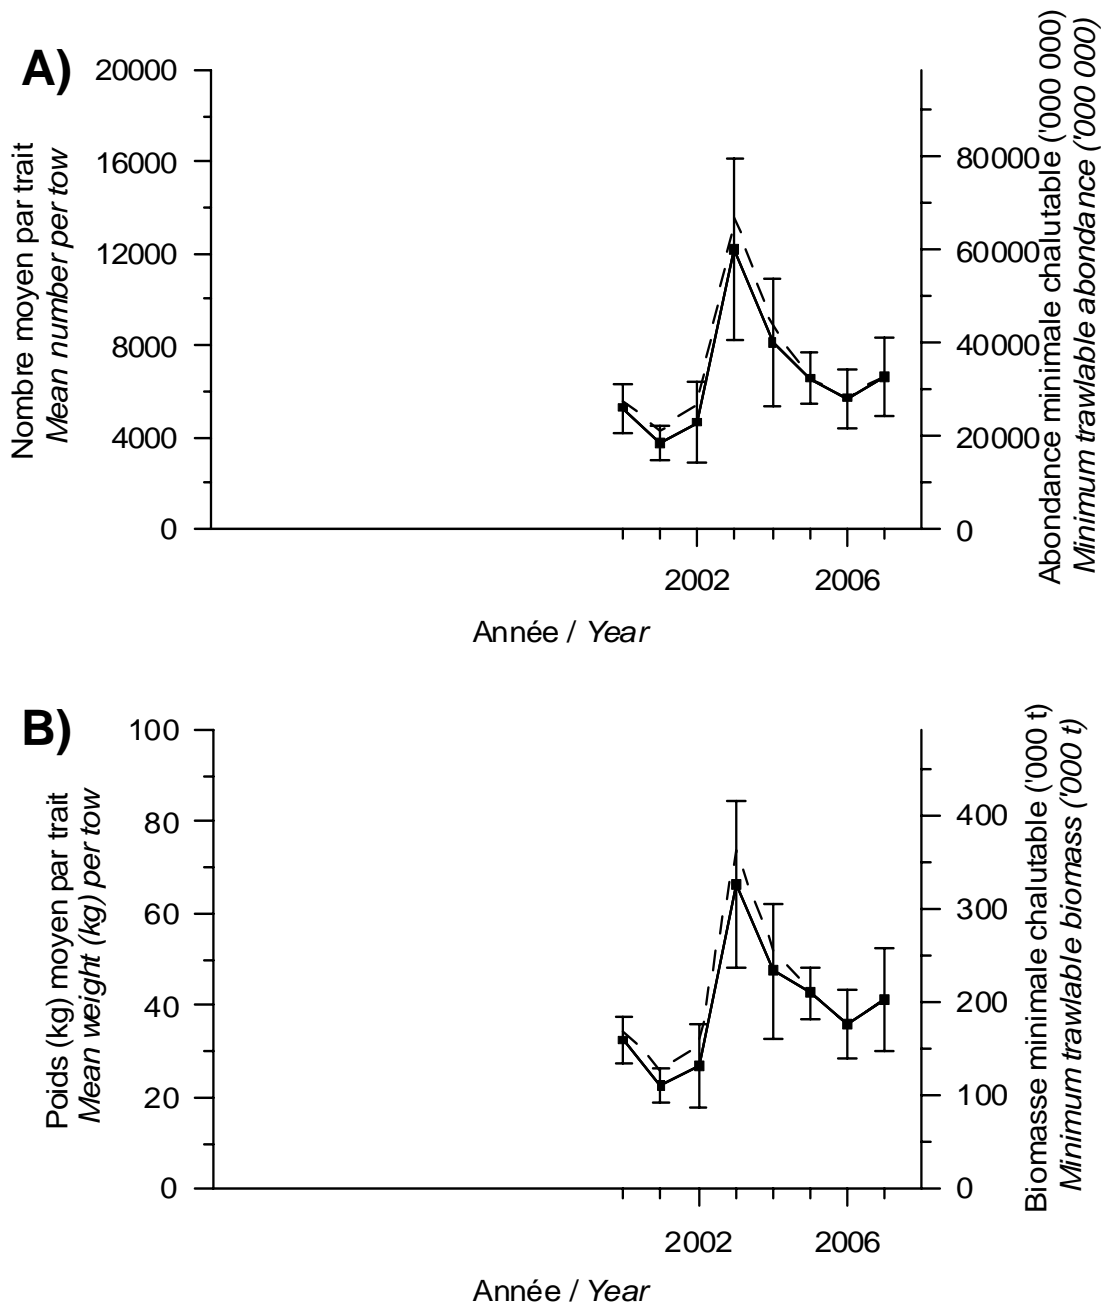 A)
Nombre moyen par trait
Mean number per tow
20000
16000
12000
8000
4000
0
80000
60000
40000
20000
0
Abondance minimale chalutable ('000 000)
Minimum trawlable abondance ('000 000)
2002 2006
Année / Year
B)
Poids (kg) moyen par trait
Mean weight (kg) per tow
100
80
60
40
20
0
400
300
200
100
0
Biomasse minimale chalutable ('000 t)
Minimum trawlable biomass ('000 t)
2002 2006
Année / Year